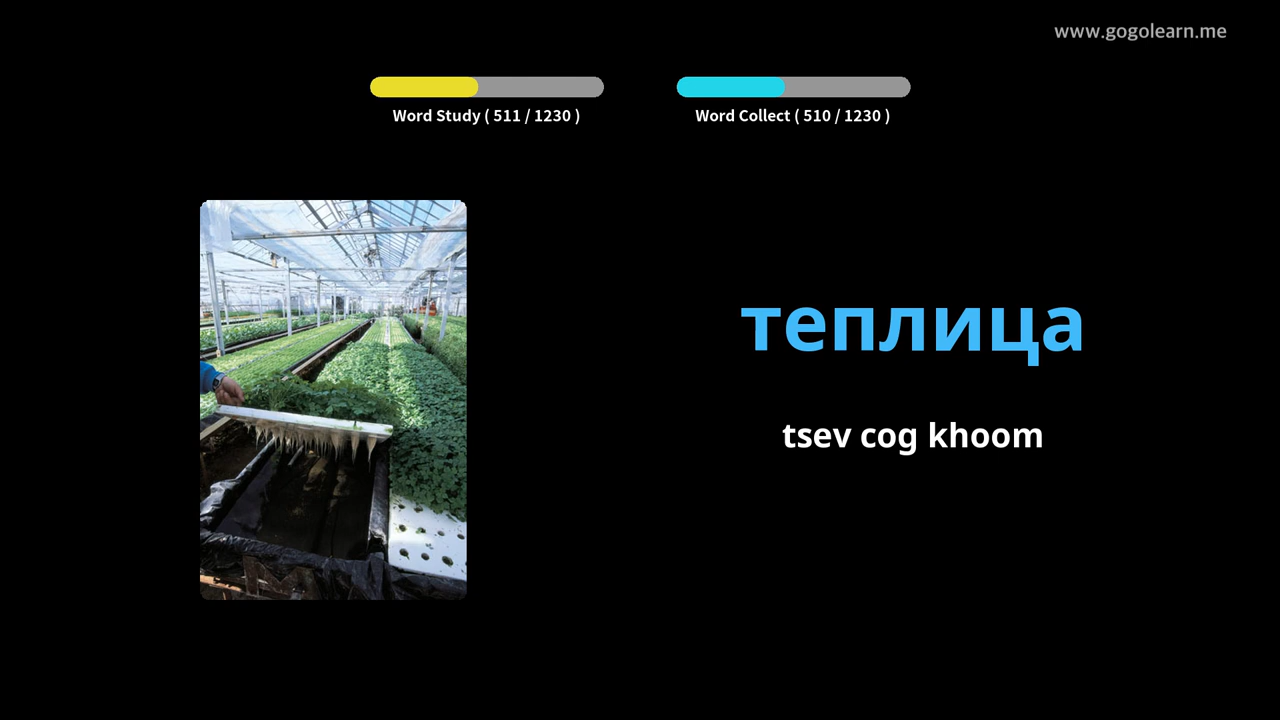 www.gogolearn.me
Word Study ( 511 / 1230 )
Word Collect ( 510 / 1230 )
теплица
tsev cog khoom